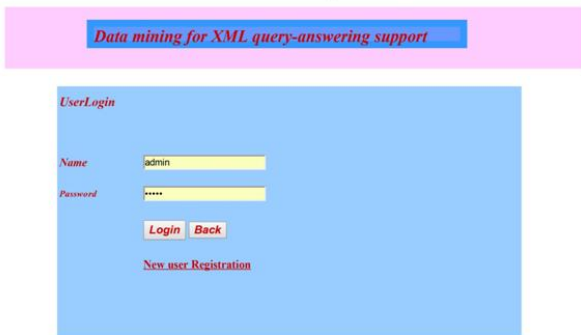 Data mining for XML query-answering support
UserLogin
Name admin
Password •••••
Login Back
New user Registration